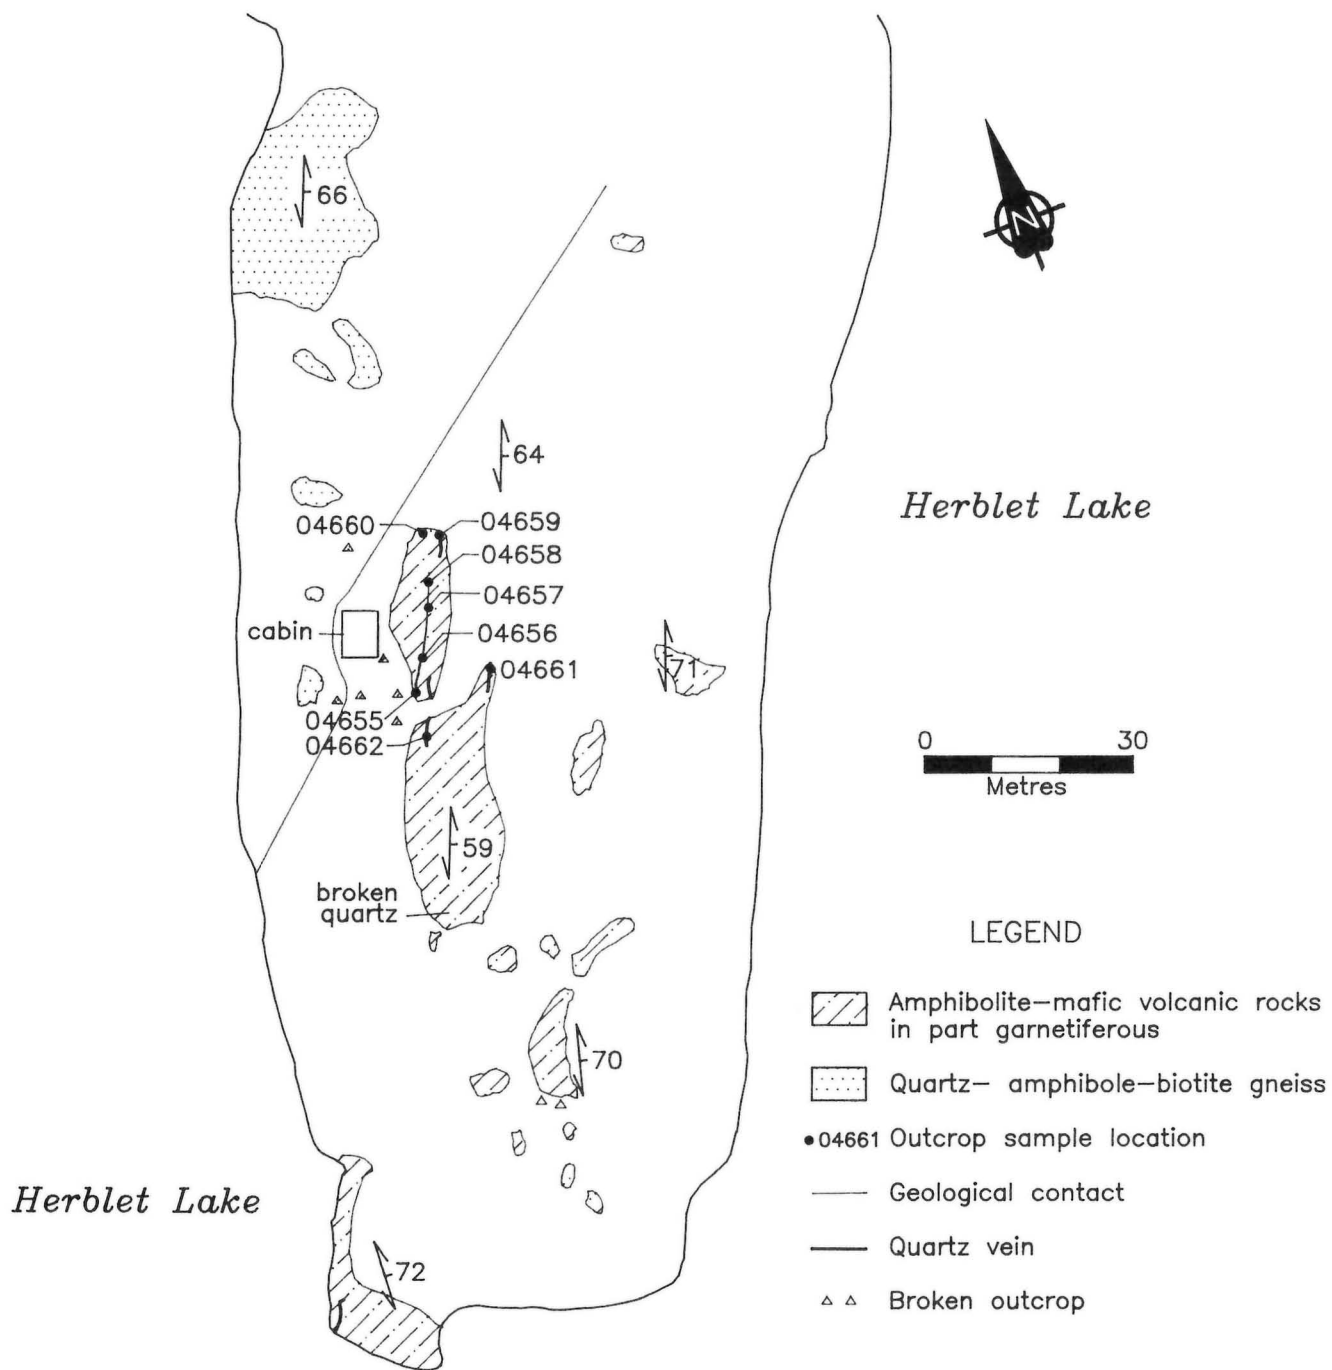 66
N
64
Herblet Lake
04660
04659
04658
04657
cabin
04656
04661
71
04655
04662
0 30
Metres
59
broken
quartz
LEGEND
Amphibolite-mafic volcanic rocks
in part garnetiferous
70
Quartz- amphibole-biotite gneiss
04661 Outcrop sample location
Herblet Lake
Geological contact
Quartz vein
72
Broken outcrop